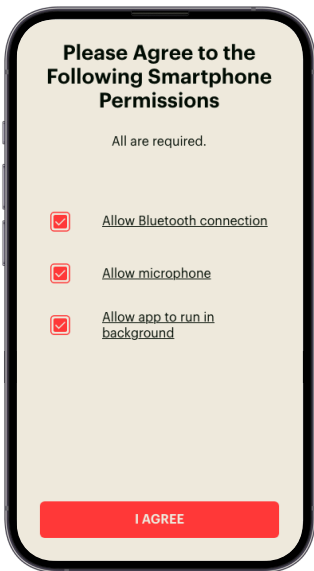 Please Agree to the
Following Smartphone
Permissions
All are required.
Allow Bluetooth connection
Allow microphone
Allow app to run in
background
I AGREE